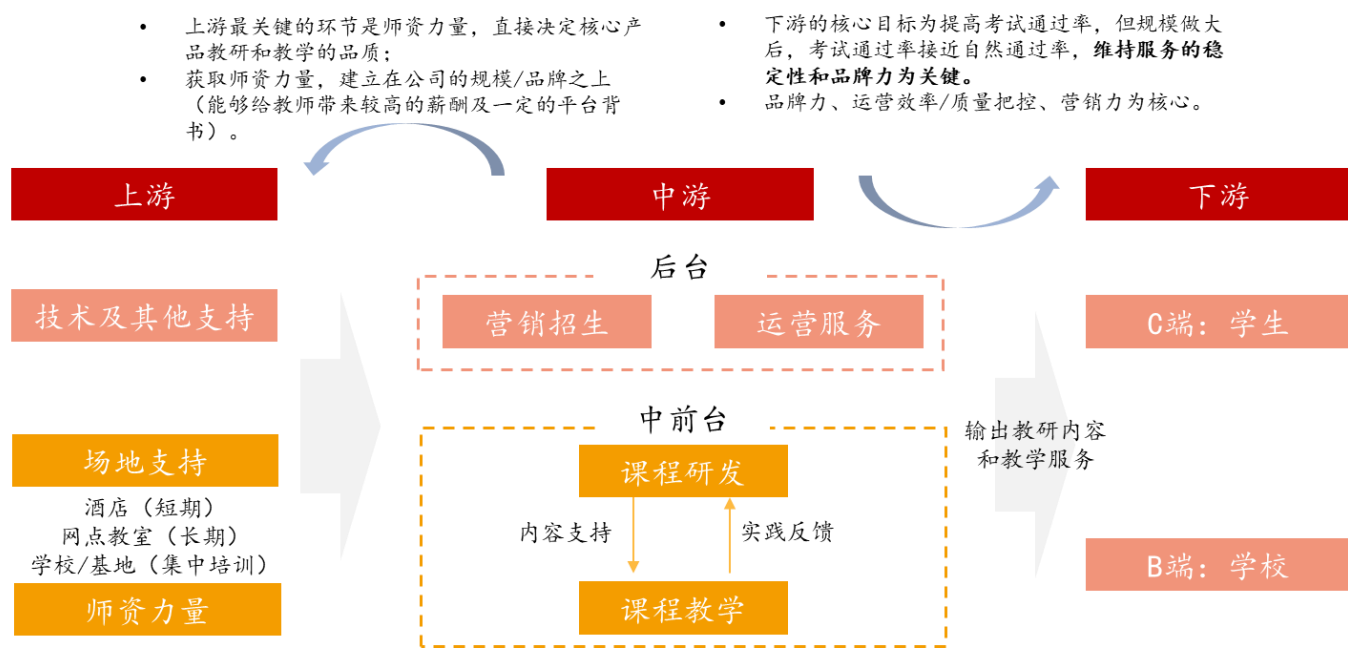 • 上游最关键的环节是师资力量，直接决定核心产
品教研和教学的品质；
• 获取师资力量，建立在公司的规模/品牌之上
（能够给教师带来较高的薪酬及一定的平台背
书）。
• 下游的核心目标为提高考试通过率，但规模做大
后，考试通过率接近自然通过率，维持服务的稳
定性和品牌力为关键。
• 品牌力、运营效率/质量把控、营销力为核心。
上游
中游
下游
后台
技术及其他支持
营销招生
运营服务
C端：学生
中前台
场地支持
酒店（短期）
网点教室（长期）
学校/基地（集中培训）
师资力量
课程研发
内容支持
实践反馈
课程教学
输出教研内容
和教学服务
B端：学校